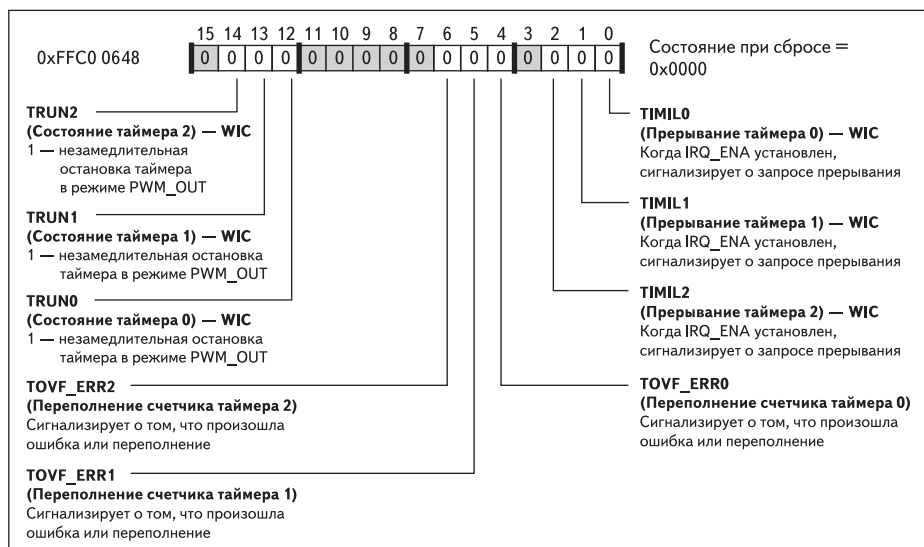 15 14 13 12 11 10 9 8 7 6 5 4 3 2 1 0
0xFFC0 0648
0 0 0 0 0 0 0 0 0 0 0 0 0 0 0 0
Состояние при сбросе =
0x0000
TRUN2
(Состояние таймера 2) — WIC
1 — незамедлительная
остановка таймера
в режиме PWM_OUT
TRUN1
(Состояние таймера 1) — WIC
1 — незамедлительная остановка
таймера в режиме PWM_OUT
TRUN0
(Состояние таймера 0) — WIC
1 — незамедлительная остановка
таймера в режиме PWM_OUT
TOVF_ERR2
(Переполнение счетчика таймера 2)
Сигнализирует о том, что произошла
ошибка или переполнение
TOVF_ERR1
(Переполнение счетчика таймера 1)
Сигнализирует о том, что произошла
ошибка или переполнение
TIMIL0
(Прерывание таймера 0) — WIC
Когда IRQ_ENA установлен,
сигнализирует о запросе прерывания
TIMIL1
(Прерывание таймера 1) — WIC
Когда IRQ_ENA установлен,
сигнализирует о запросе прерывания
TIMIL2
(Прерывание таймера 2) — WIC
Когда IRQ_ENA установлен,
сигнализирует о запросе прерывания
TOVF_ERR0
(Переполнение счетчика таймера 0)
Сигнализирует о том, что произошла
ошибка или переполнение